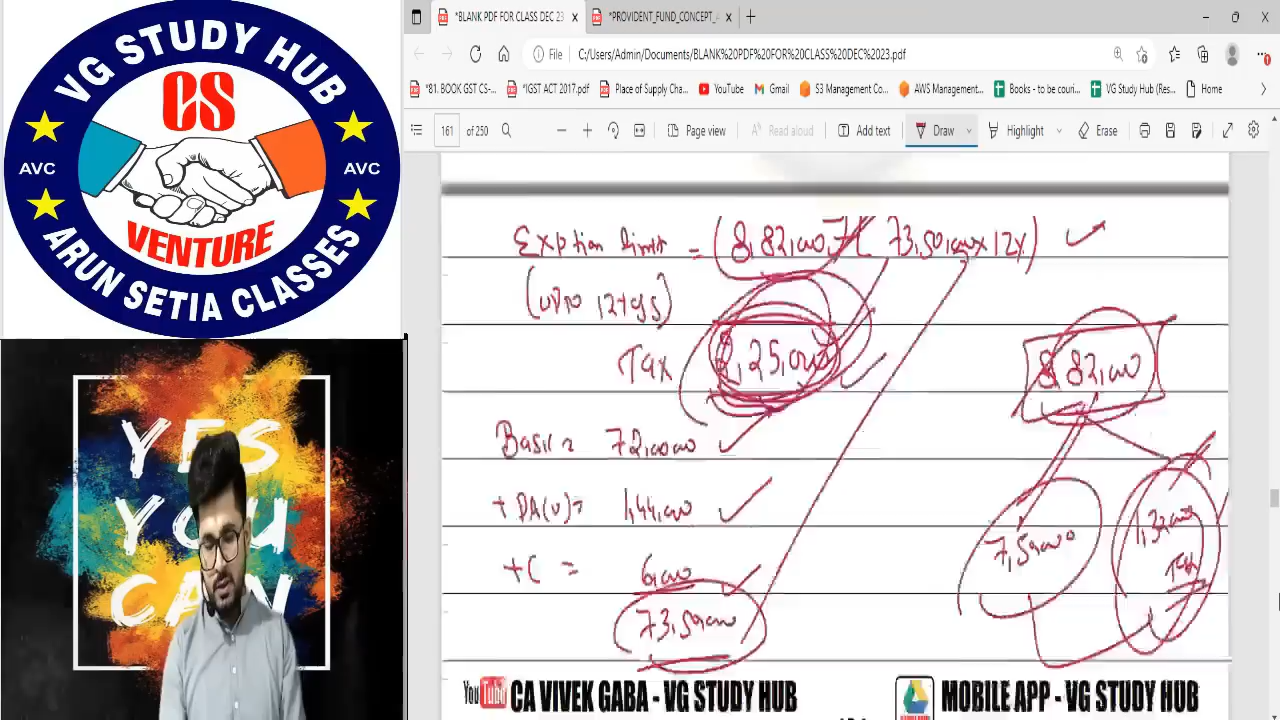 VG STUDY HUB
CS
AVC
AVC
VENTURE
ARUN SETIA CLASSES
YES
YOU
CAN
*BLANK PDF FOR CLASS DEC 23
*PROVIDENT_FUND_CONCEPT_
File
C:/Users/Admin/Documents/BLANK%20PDF%20FOR%20CLASS%20DEC%202023.pdf
*81. BOOK GST CS-...
*IGST ACT 2017.pdf
Place of Supply Cha...
YouTube
Gmail
S3 Management Co...
AWS Management...
Books - to be couri...
VG Study Hub (Res...
Home
161 of 250
Page view
Read aloud
Add text
Draw
Highlight
Erase
limit = (8,82,000, 73,50,000 x 12%)
Tax 2,25,000
8,82,000
Basic = 72,00,000
+ DA(U) = 1,44,000
7,50,000
1,32,000
Tax
+C = 6,000
73,50,000
YouTube CA VIVEK GABA - VG STUDY HUB
MOBILE APP - VG STUDY HUB